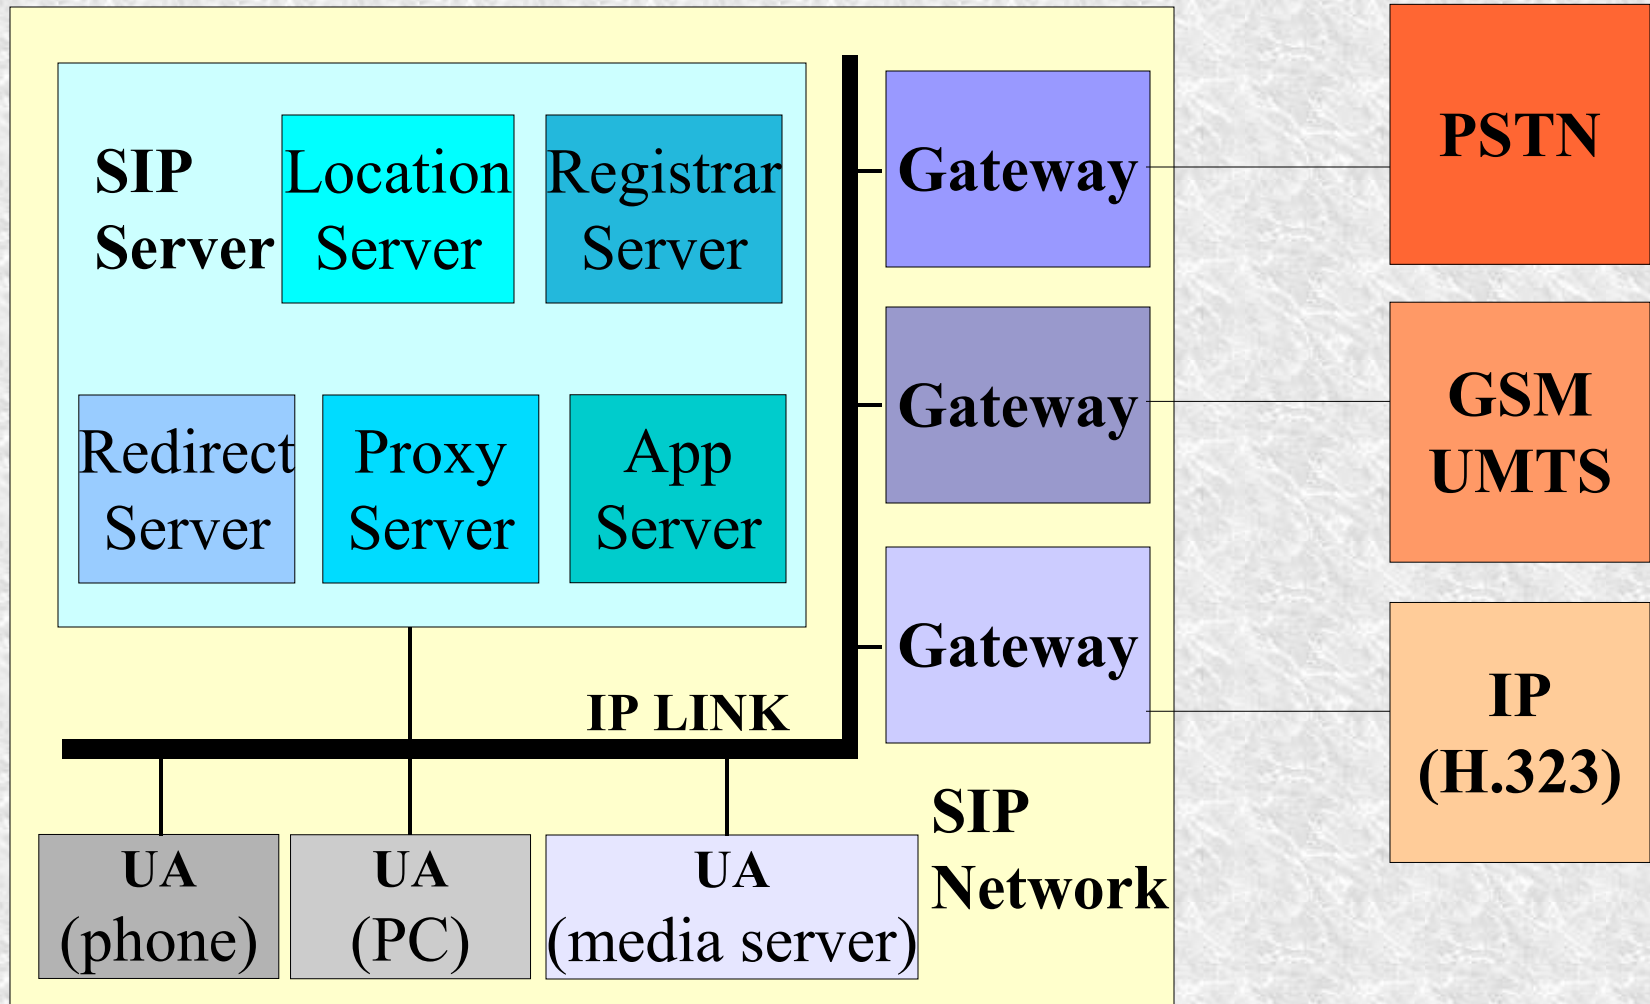 SIP
Server
Location
Server
Registrar
Server
Redirect
Server
Proxy
Server
App
Server
IP LINK
UA
(phone)
UA
(PC)
UA
(media server)
SIP
Network
Gateway
Gateway
Gateway
PSTN
GSM
UMTS
IP
(H.323)